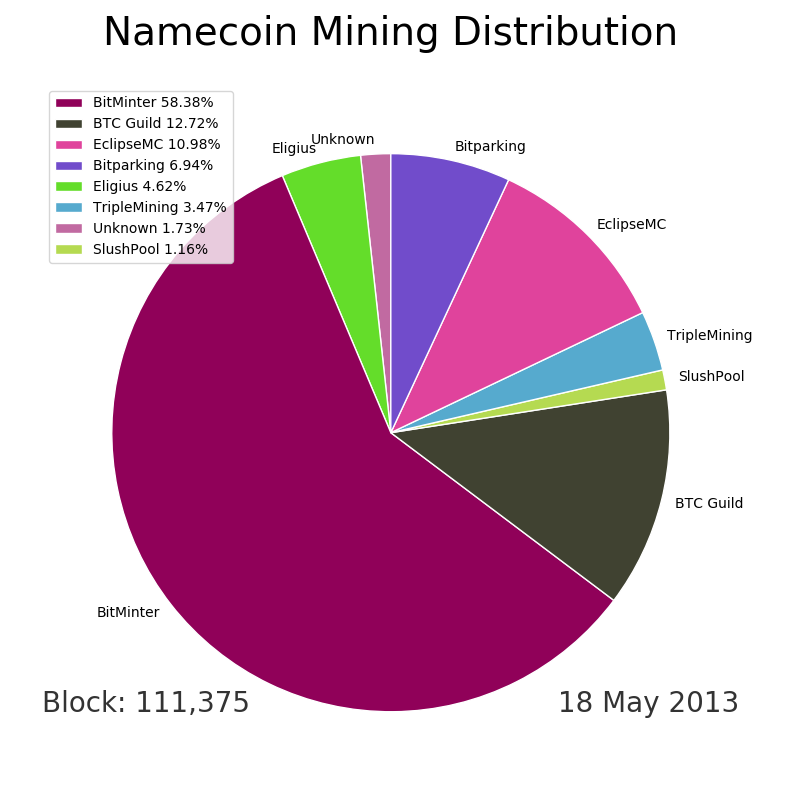 Namecoin Mining Distribution
BitMinter 58.38%
BTC Guild 12.72%
EclipseMC 10.98%
Bitparking 6.94%
Eligius 4.62%
TripleMining 3.47%
Unknown 1.73%
SlushPool 1.16%
Eligius
Unknown
Bitparking
EclipseMC
TripleMining
SlushPool
BTC Guild
BitMinter
Block: 111,375
18 May 2013